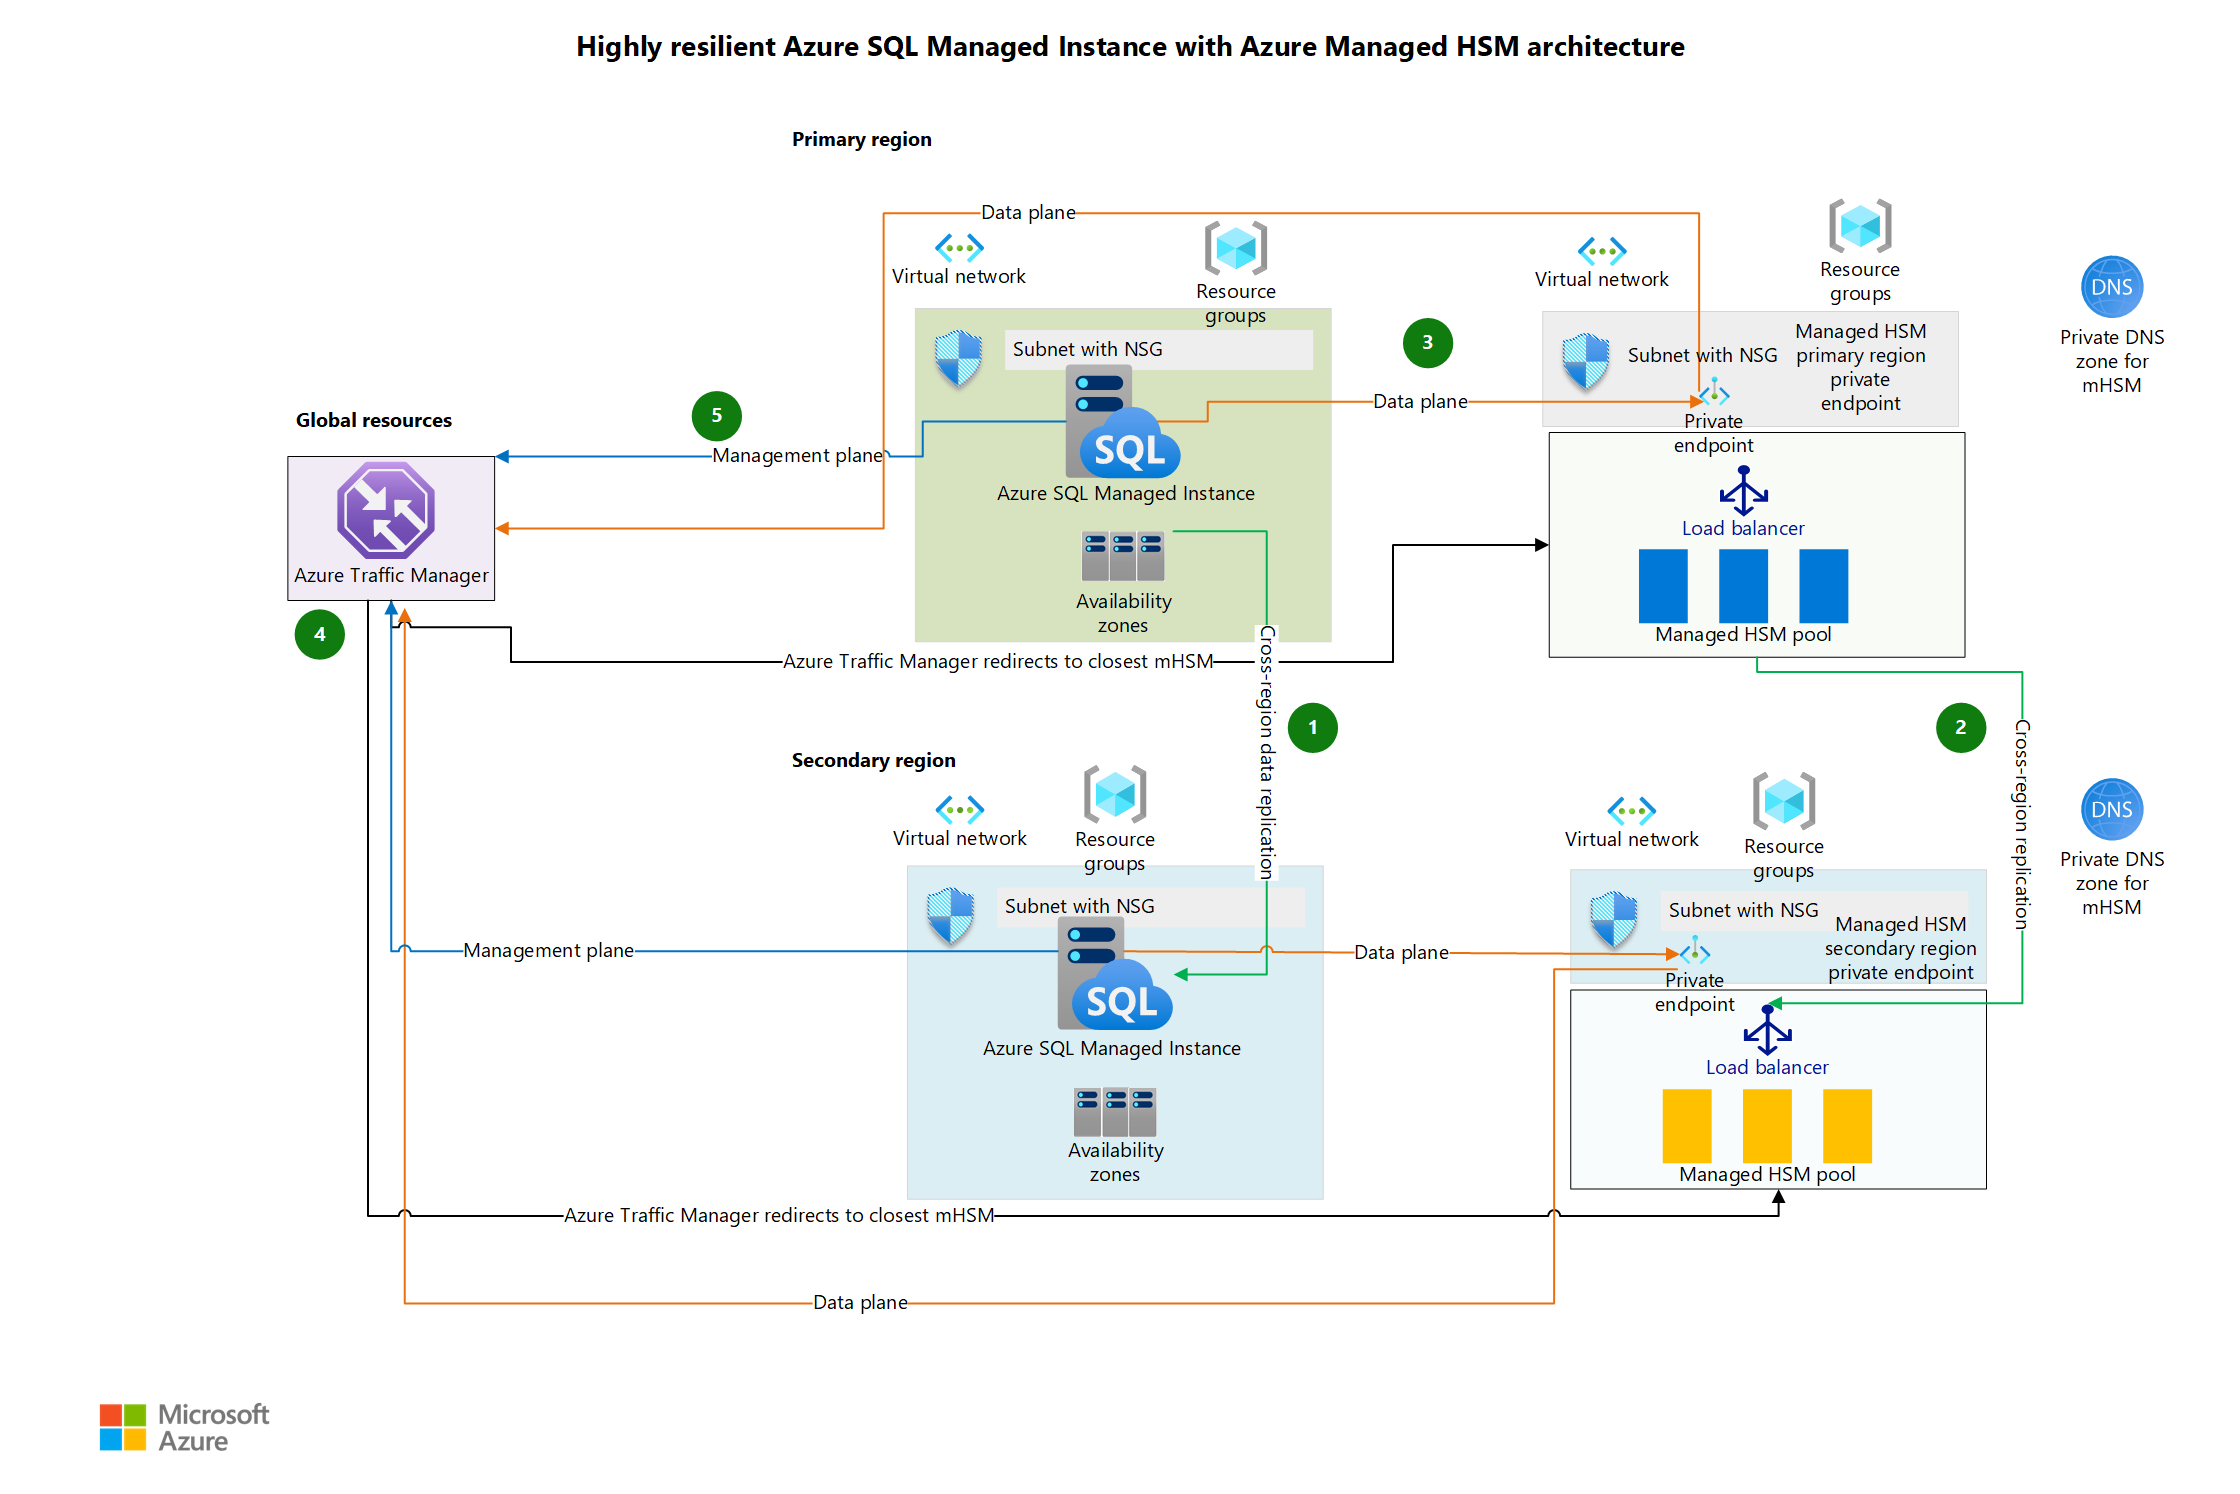 Highly resilient Azure SQL Managed Instance with Azure Managed HSM architecture
Primary region
Data plane
Virtual network
Resource
groups
Virtual network
Resource
groups
DNS
Private DNS
zone for
mHSM
Subnet with NSG
3
Subnet with NSG
Managed HSM
primary region
private
endpoint
Data plane
Private
endpoint
Global resources
5
Management plane
SQL
Azure SQL Managed Instance
Azure Traffic Manager
Load balancer
Availability
zones
Managed HSM pool
4
Azure Traffic Manager redirects to closest mHSM
Cross-region data replication
1
2
Cross-region replication
Secondary region
Virtual network
Resource
groups
Virtual network
Resource
groups
DNS
Private DNS
zone for
mHSM
Subnet with NSG
Subnet with NSG
Managed HSM
secondary region
private endpoint
Management plane
Data plane
Private
endpoint
SQL
Azure SQL Managed Instance
Load balancer
Availability
zones
Managed HSM pool
Azure Traffic Manager redirects to closest mHSM
Data plane
Microsoft
Azure